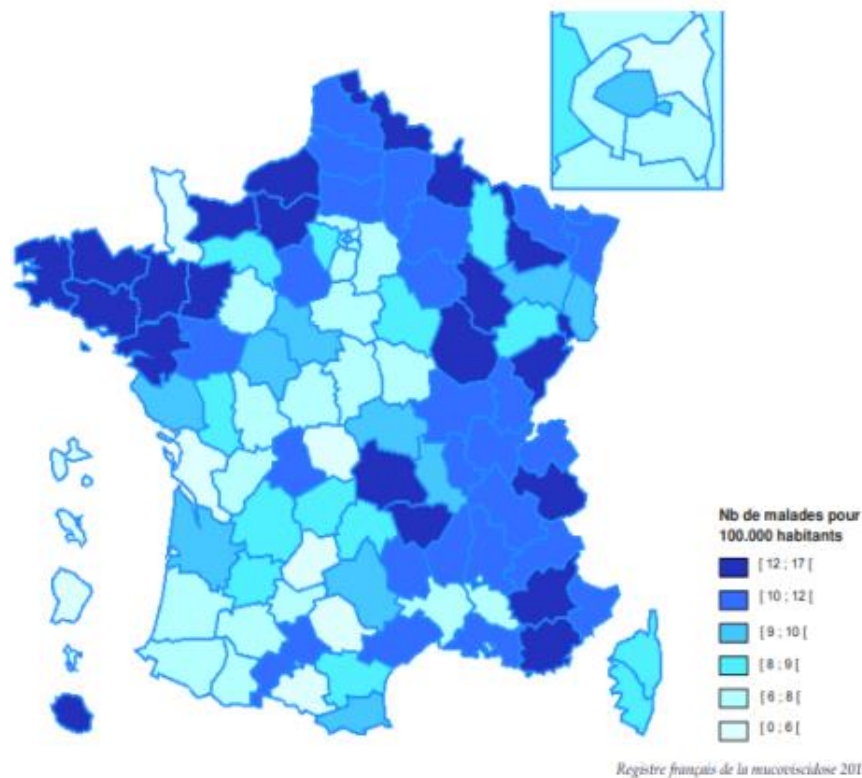 Nb de malades pour
100.000 habitants
[ 12 ; 17 [
[ 10 ; 12 [
[ 9 ; 10 [
[ 8 ; 9 [
[ 6 ; 8 [
[ 0 ; 6 [
Registre français de la mucoviscidose 201